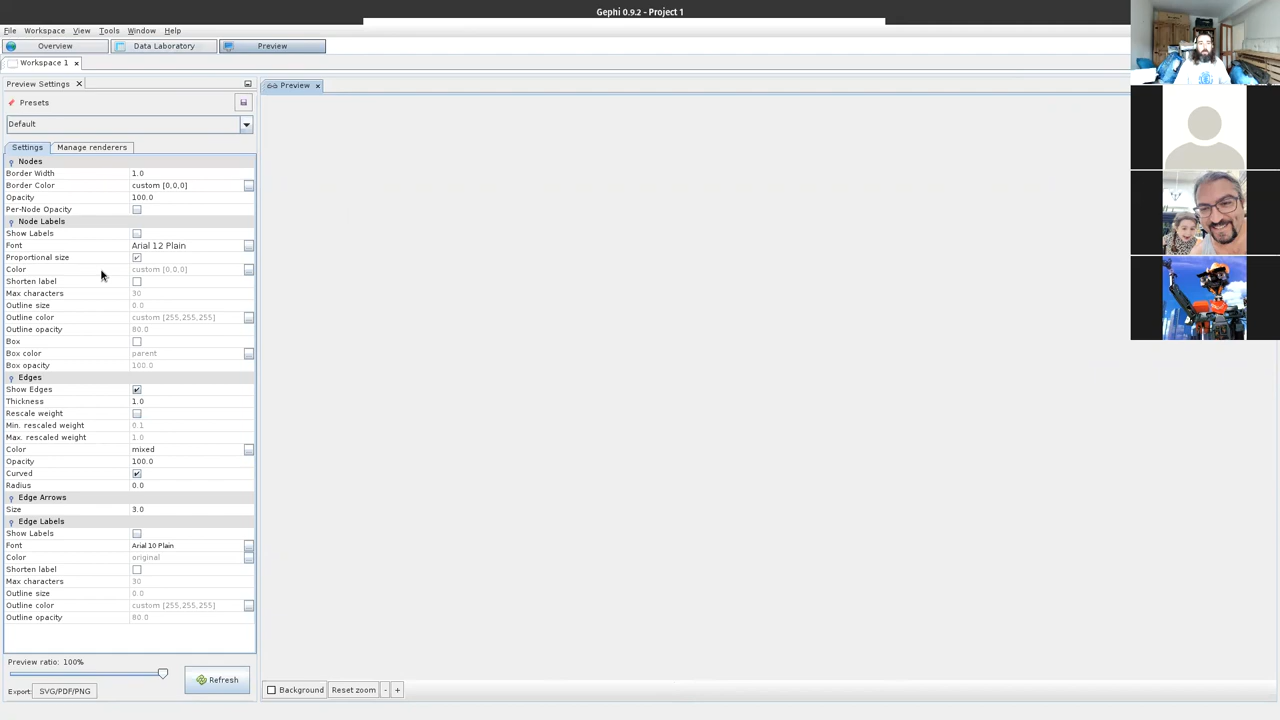 Gephi 0.9.2 - Project 1
File Workspace View Tools Window Help
Overview Data Laboratory Preview
Workspace 1
Preview Settings
Preview
Presets
Default
Settings Manage renderers
Nodes
Border Width 1.0
Border Color custom [0,0,0]
Opacity 100.0
Per-Node Opacity
Node Labels
Show Labels
Font Arial 12 Plain
Proportional size
Color custom [0,0,0]
Shorten label
Max characters 30
Outline size 0.0
Outline color custom [255,255,255]
Outline opacity 80.0
Box
Box color parent
Box opacity 100.0
Edges
Show Edges
Thickness 1.0
Rescale weight
Min. rescaled weight 0.1
Max. rescaled weight 1.0
Color mixed
Opacity 100.0
Curved
Radius 0.0
Edge Arrows
Size 3.0
Edge Labels
Show Labels
Font Arial 10 Plain
Color original
Shorten label
Max characters 30
Outline size 0.0
Outline color custom [255,255,255]
Outline opacity 80.0
Preview ratio: 100%
Refresh
Export: SVG/PDF/PNG
Background Reset zoom - +